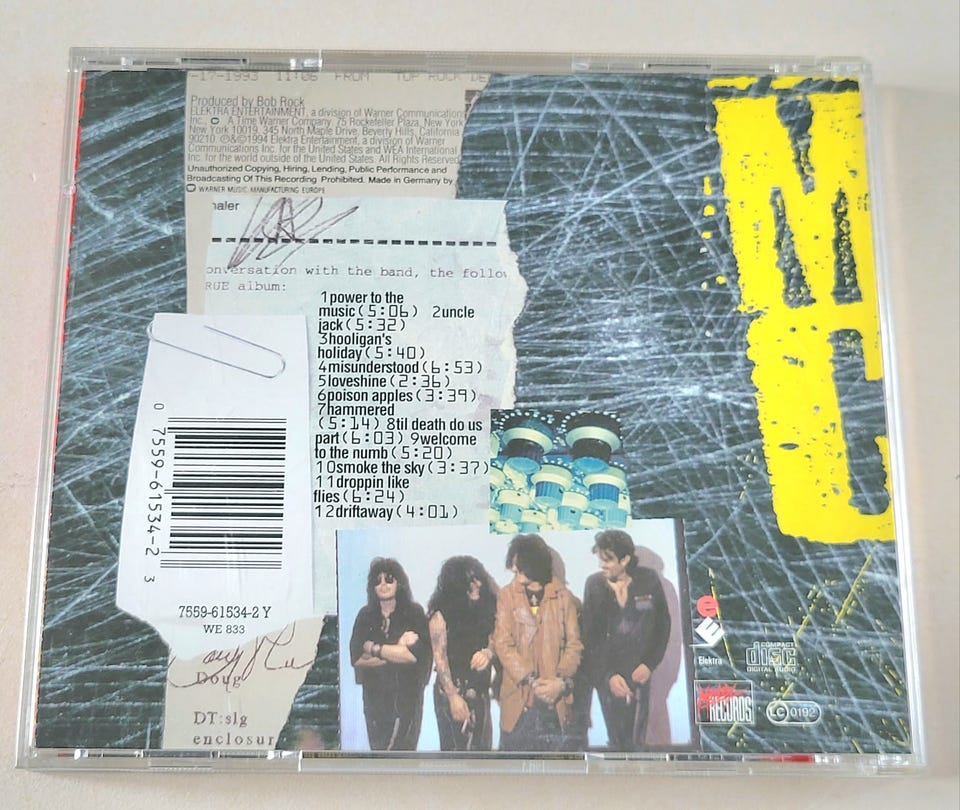 -17-1993 11:06 FROM TOP ROCK DE
Produced by Bob Rock
ELEKTRA ENTERTAINMENT, a division of Warner Communications
Inc., A Time Warner Company. 75 Rockefeller Plaza, New York
New York 10019. 345 North Maple Drive, Beverly Hills, California
90210. ℗&©1994 Elektra Entertainment, a division of Warner
Communications Inc. for the United States and WEA International
Inc. for the world outside of the United States. All Rights Reserved.
Unauthorized Copying, Hiring, Lending, Public Performance and
Broadcasting Of This Recording Prohibited. Made in Germany by
WARNER MUSIC MANUFACTURING EUROPE
haler
onversation with the band, the follow
RUE album:
1power to the
music(5:06) 2uncle
jack(5:32)
3hooligan's
holiday(5:40)
4misunderstood(6:53)
5loveshine(2:36)
6poison apples(3:39)
7hammered
(5:14) 8til death do us
part(6:03) 9welcome
to the numb(5:20)
10smoke the sky(3:37)
11droppin like
flies(6:24)
12driftaway(4:01)
0 7559-61534-2 3
7559-61534-2 Y
WE 833
Doug
DT:slg
enclosur
MC
e
E
Elektra
COMPACT
disc
DIGITAL AUDIO
RECORDS
LC 0192